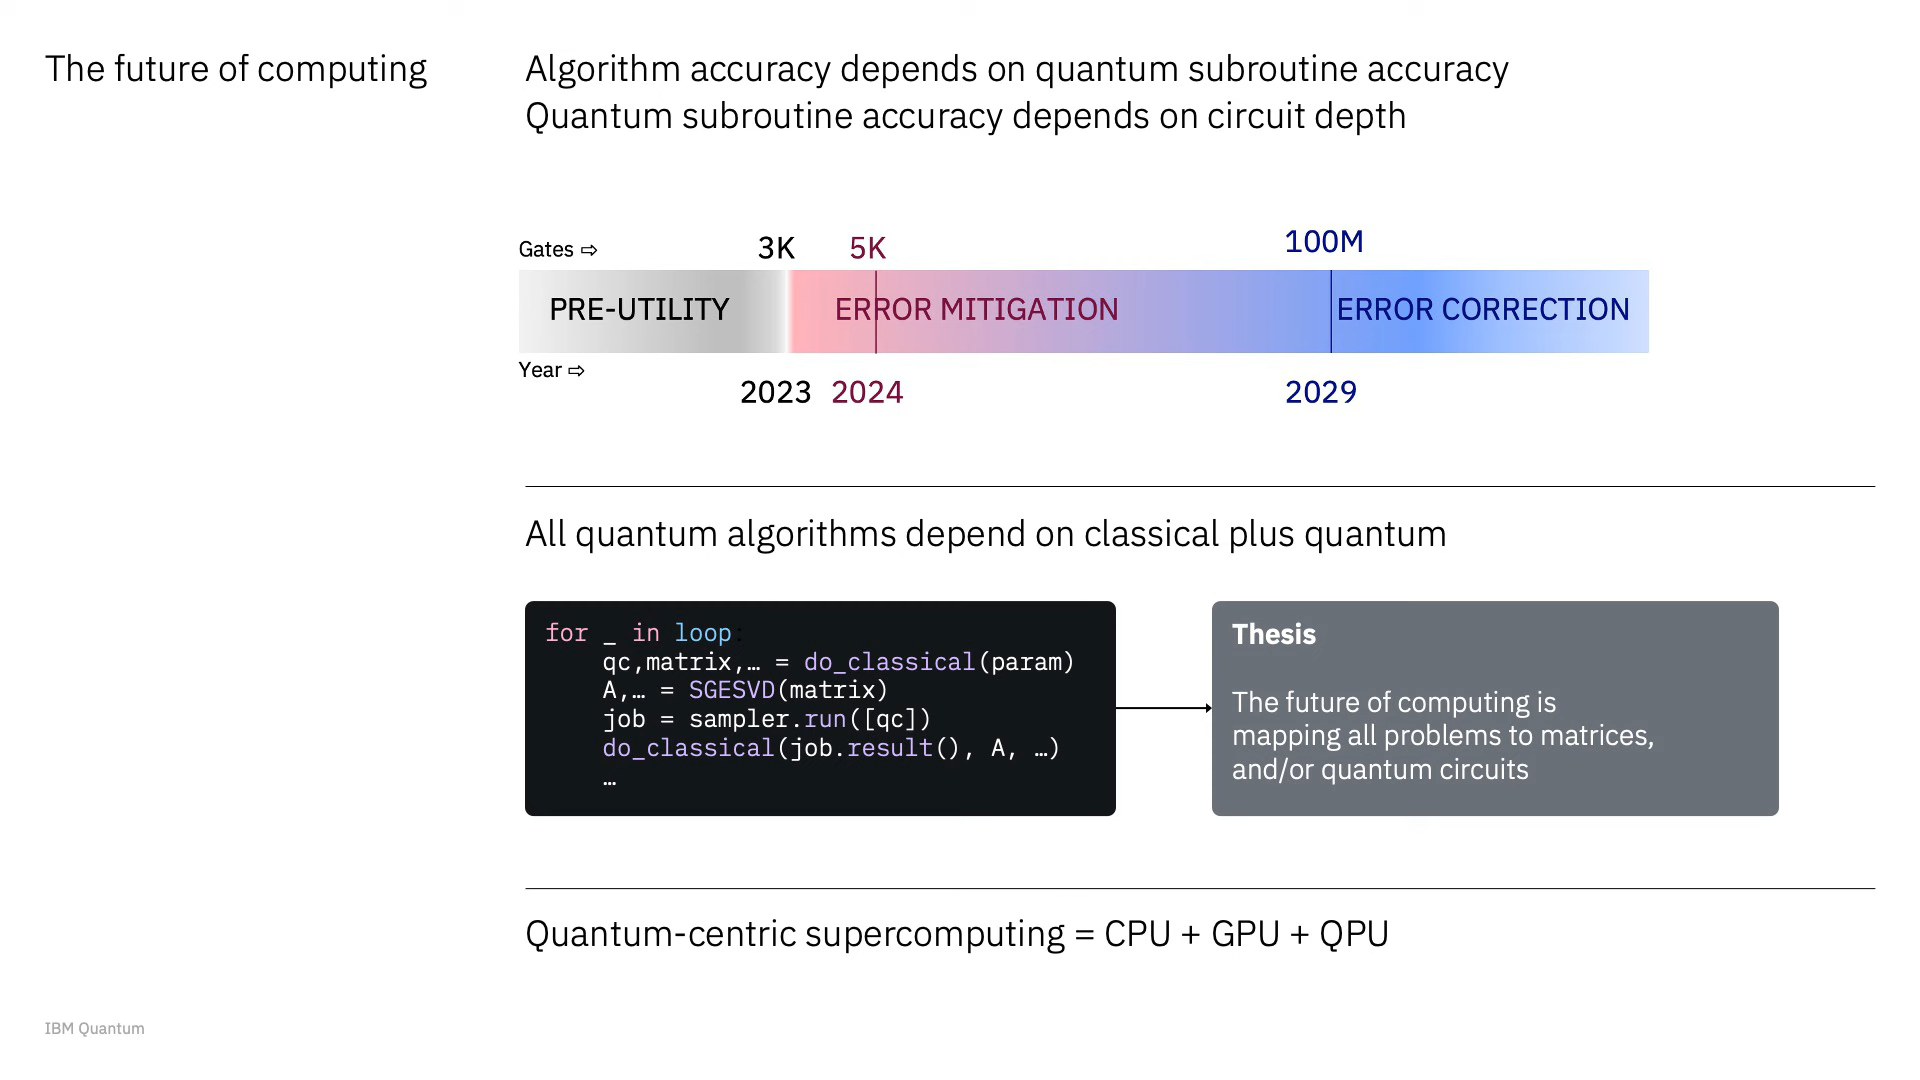 The future of computing
Algorithm accuracy depends on quantum subroutine accuracy
Quantum subroutine accuracy depends on circuit depth
Gates ⇨
3K
5K
100M
PRE-UTILITY
ERROR MITIGATION
ERROR CORRECTION
Year ⇨
2023
2024
2029
All quantum algorithms depend on classical plus quantum
for _ in loop:
    qc,matrix,… = do_classical(param)
    A,… = SGESVD(matrix)
    job = sampler.run([qc])
    do_classical(job.result(), A, …)
    …
Thesis
The future of computing is
mapping all problems to matrices,
and/or quantum circuits
Quantum-centric supercomputing = CPU + GPU + QPU
IBM Quantum